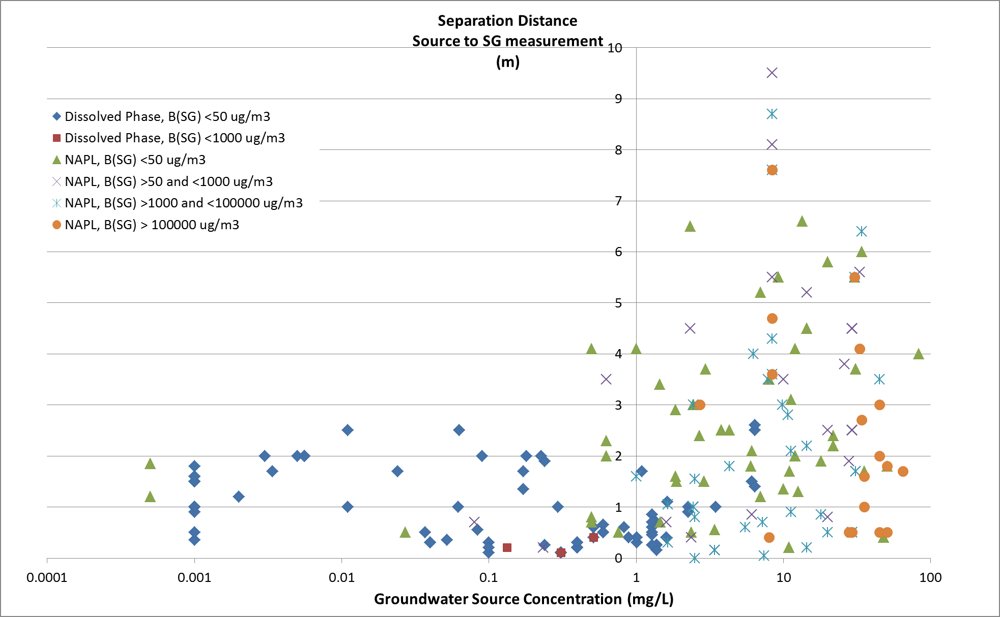 Separation Distance
Source to SG measurement
(m)
10
9
8
7
6
5
4
3
2
1
0
Dissolved Phase, B(SG) <50 ug/m3
Dissolved Phase, B(SG) <1000 ug/m3
NAPL, B(SG) <50 ug/m3
NAPL, B(SG) >50 and <1000 ug/m3
NAPL, B(SG) >1000 and <100000 ug/m3
NAPL, B(SG) > 100000 ug/m3
0.0001 0.001 0.01 0.1 1 10 100
Groundwater Source Concentration (mg/L)